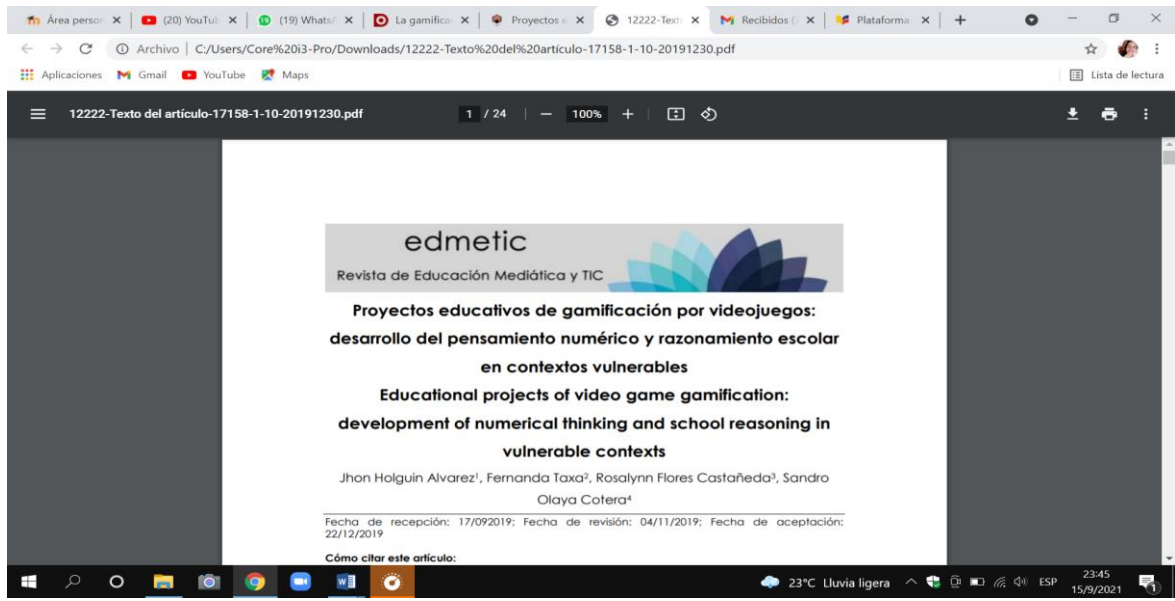 Área person
(20) YouTub
(19) WhatsA
La gamifica
Proyectos e
12222-Texto
Recibidos (
Plataforma
Archivo | C:/Users/Core%20i3-Pro/Downloads/12222-Texto%20del%20artículo-17158-1-10-20191230.pdf
Aplicaciones Gmail YouTube Maps Lista de lectura
12222-Texto del artículo-17158-1-10-20191230.pdf 1 / 24 | — 100% +
edmetic
Revista de Educación Mediática y TIC
Proyectos educativos de gamificación por videojuegos:
desarrollo del pensamiento numérico y razonamiento escolar
en contextos vulnerables
Educational projects of video game gamification:
development of numerical thinking and school reasoning in
vulnerable contexts
Jhon Holguin Alvarez¹, Fernanda Taxa², Rosalynn Flores Castañeda³, Sandro
Olaya Cotera⁴
Fecha de recepción: 17/092019; Fecha de revisión: 04/11/2019; Fecha de aceptación:
22/12/2019
Cómo citar este artículo:
23°C Lluvia ligera ESP 23:45
15/9/2021